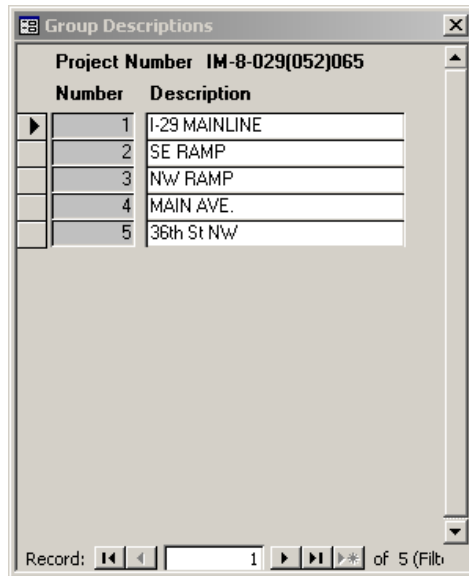 Group Descriptions
Project Number IM-8-029(052)065
Number Description
1 I-29 MAINLINE
2 SE RAMP
3 NW RAMP
4 MAIN AVE.
5 36th St NW
Record: 1 of 5 (Filt